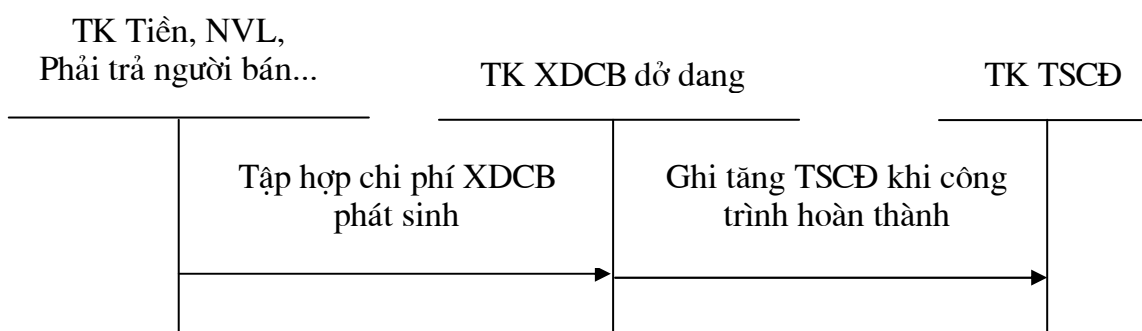 TK Tiền, NVL,
Phải trả người bán...
TK XDCB dở dang
TK TSCĐ
Tập hợp chi phí XDCB
phát sinh
Ghi tăng TSCĐ khi công
trình hoàn thành